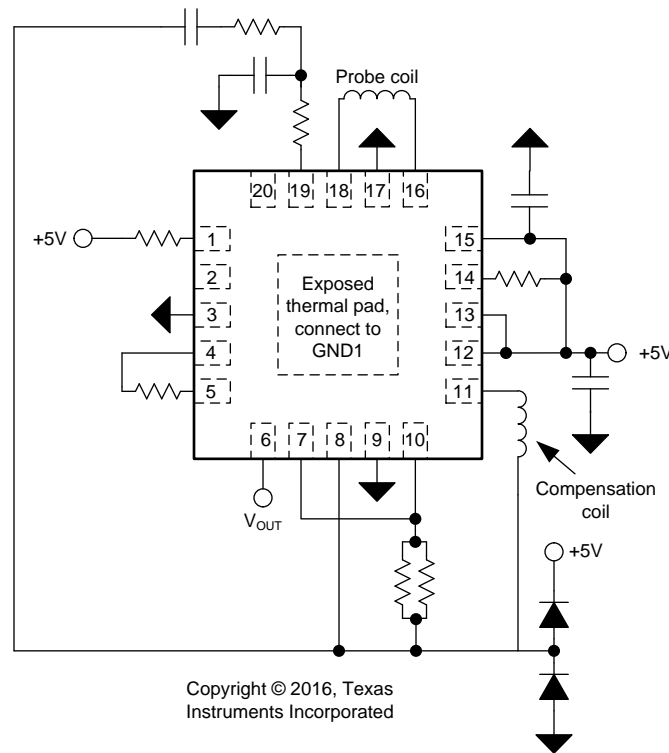 Probe coil
20
19
18
17
16
+5V
1
2
3
4
5
Exposed
thermal pad,
connect to
GND1
15
14
13
12
11
+5V
6
7
8
9
10
V_OUT
Compensation
coil
+5V
Copyright © 2016, Texas
Instruments Incorporated